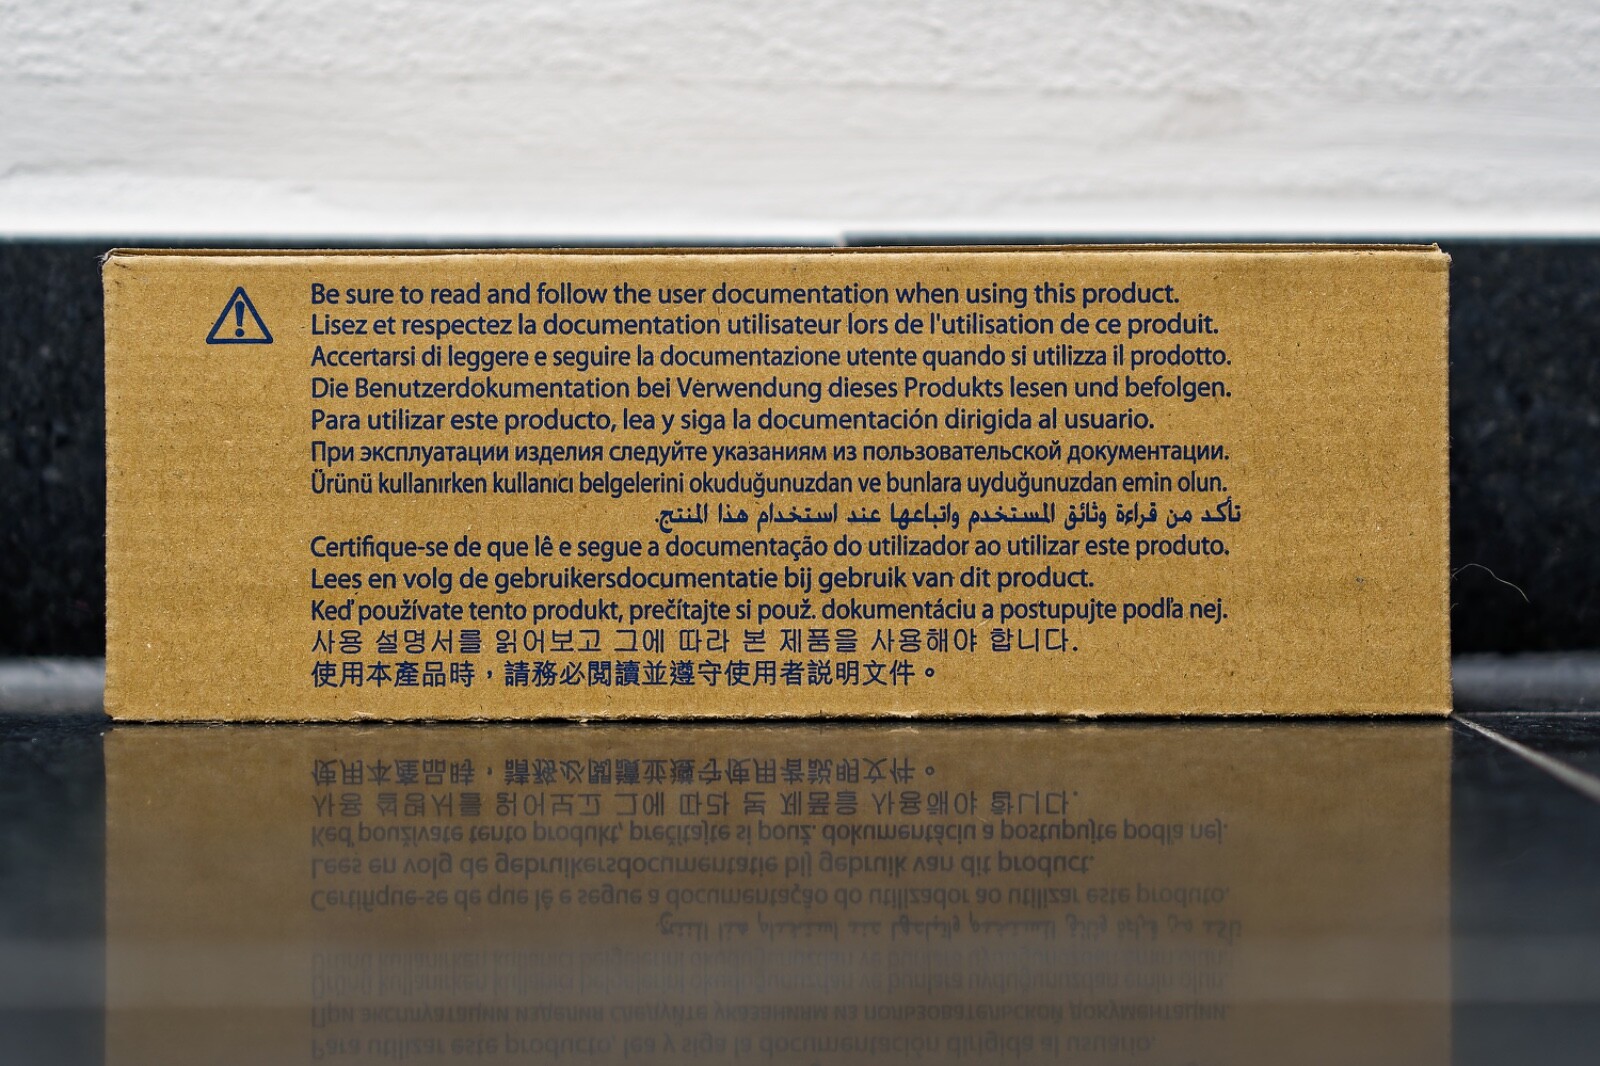 Be sure to read and follow the user documentation when using this product.
Lisez et respectez la documentation utilisateur lors de l'utilisation de ce produit.
Accertarsi di leggere e seguire la documentazione utente quando si utilizza il prodotto.
Die Benutzerdokumentation bei Verwendung dieses Produkts lesen und befolgen.
Para utilizar este producto, lea y siga la documentación dirigida al usuario.
При эксплуатации изделия следуйте указаниям из пользовательской документации.
Ürünü kullanırken kullanıcı belgelerini okuduğunuzdan ve bunlara uyduğunuzdan emin olun.
تأكد من قراءة وثائق المستخدم واتباعها عند استخدام هذا المنتج.
Certifique-se de que lê e segue a documentação do utilizador ao utilizar este produto.
Lees en volg de gebruikersdocumentatie bij gebruik van dit product.
Keď používate tento produkt, prečítajte si použ. dokumentáciu a postupujte podľa nej.
사용 설명서를 읽어보고 그에 따라 본 제품을 사용해야 합니다.
使用本產品時，請務必閱讀並遵守使用者説明文件。